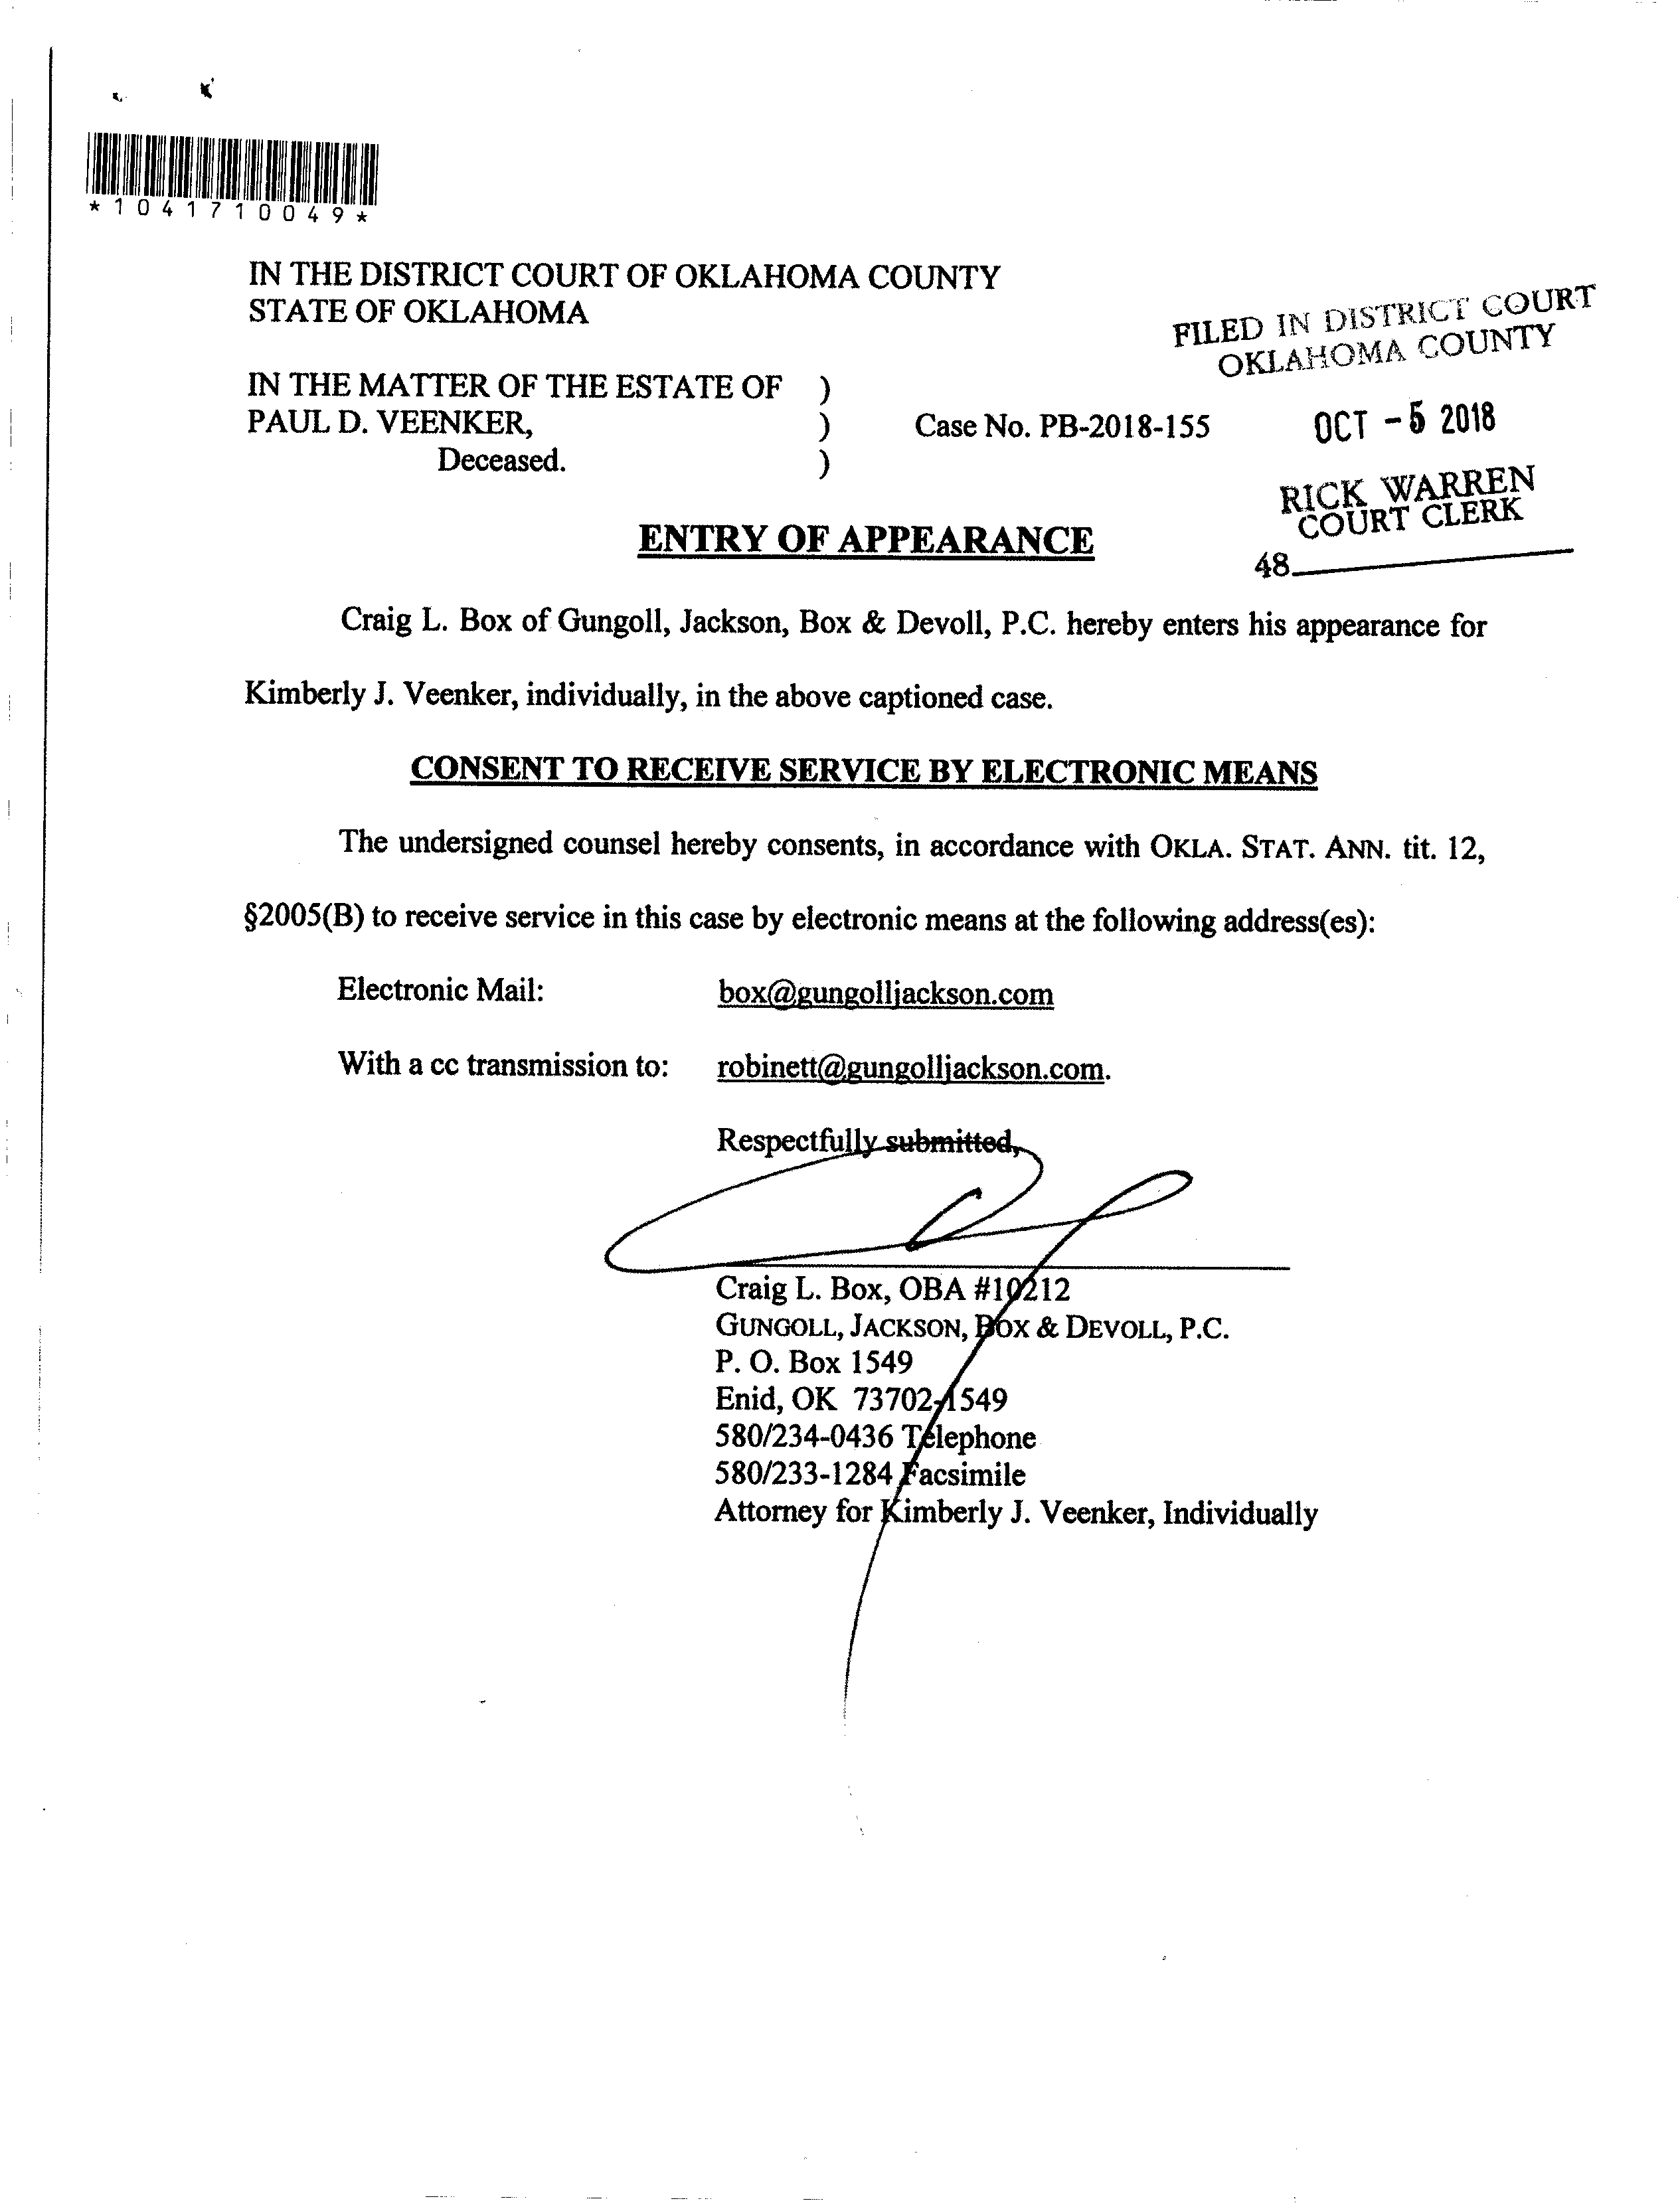 *1041710049*
IN THE DISTRICT COURT OF OKLAHOMA COUNTY
STATE OF OKLAHOMA
FILED IN DISTRICT COURT
OKLAHOMA COUNTY
IN THE MATTER OF THE ESTATE OF )
PAUL D. VEENKER, ) Case No. PB-2018-155
Deceased. )
OCT - 5 2018
RICK WARREN
COURT CLERK
48
ENTRY OF APPEARANCE
Craig L. Box of Gungoll, Jackson, Box & Devoll, P.C. hereby enters his appearance for
Kimberly J. Veenker, individually, in the above captioned case.
CONSENT TO RECEIVE SERVICE BY ELECTRONIC MEANS
The undersigned counsel hereby consents, in accordance with OKLA. STAT. ANN. tit. 12,
§2005(B) to receive service in this case by electronic means at the following address(es):
Electronic Mail: box@gungolljackson.com
With a cc transmission to: robinett@gungolljackson.com.
Respectfully submitted,
Craig L. Box, OBA #10212
GUNGOLL, JACKSON, BOX & DEVOLL, P.C.
P. O. Box 1549
Enid, OK 73702-1549
580/234-0436 Telephone
580/233-1284 Facsimile
Attorney for Kimberly J. Veenker, Individually